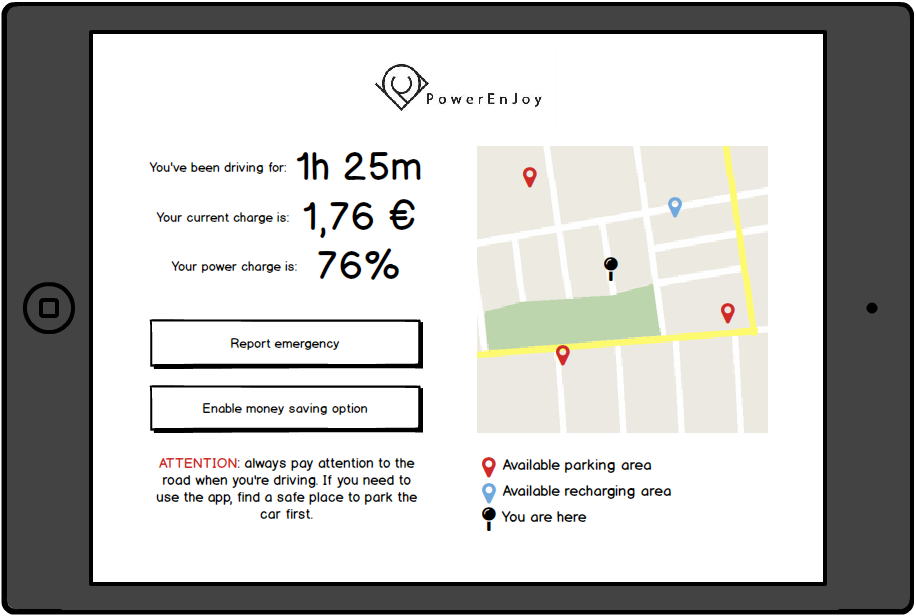 PowerEnJoy
You've been driving for: 1h 25m
Your current charge is: 1,76 €
Your power charge is: 76%
Report emergency
Enable money saving option
ATTENTION: always pay attention to the
road when you're driving. If you need to
use the app, find a safe place to park the
car first.
Available parking area
Available recharging area
You are here